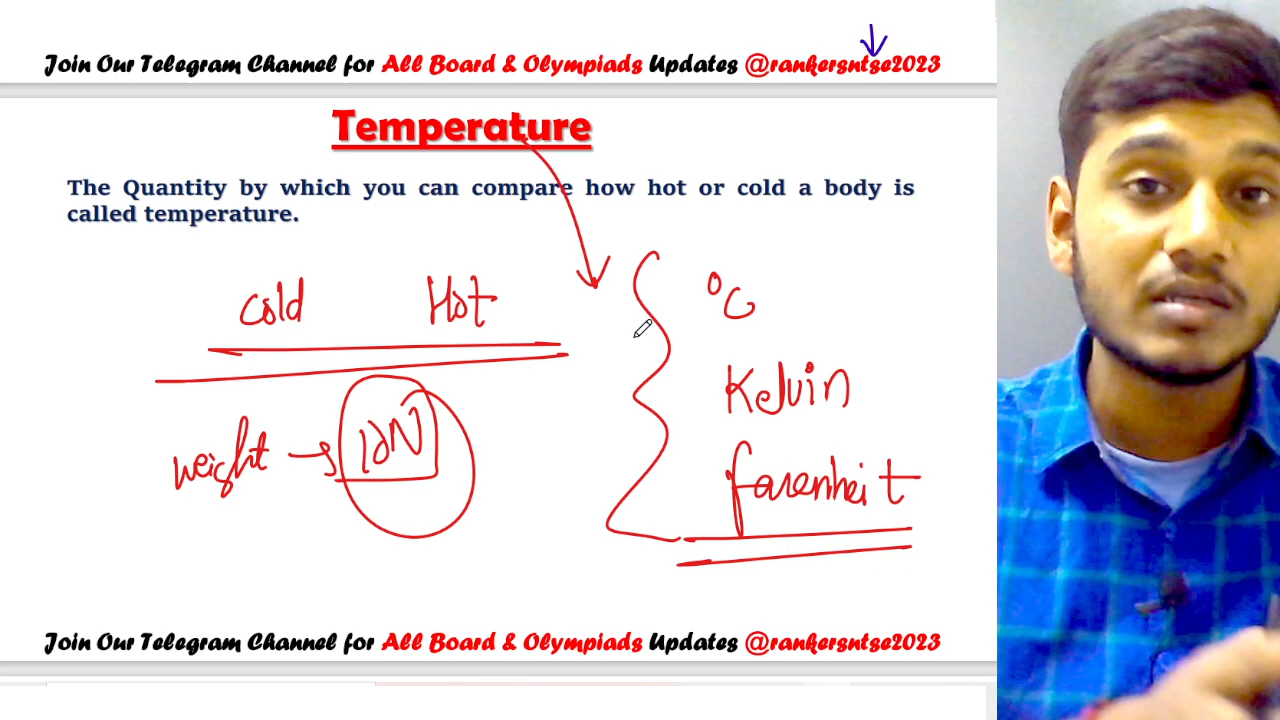 Join Our Telegram Channel for All Board & Olympiads Updates @rankersntse2023
Temperature
The Quantity by which you can compare how hot or cold a body is
called temperature.
Cold Hot
°C
Kelvin
weight → 10N
farenheit
Join Our Telegram Channel for All Board & Olympiads Updates @rankersntse2023